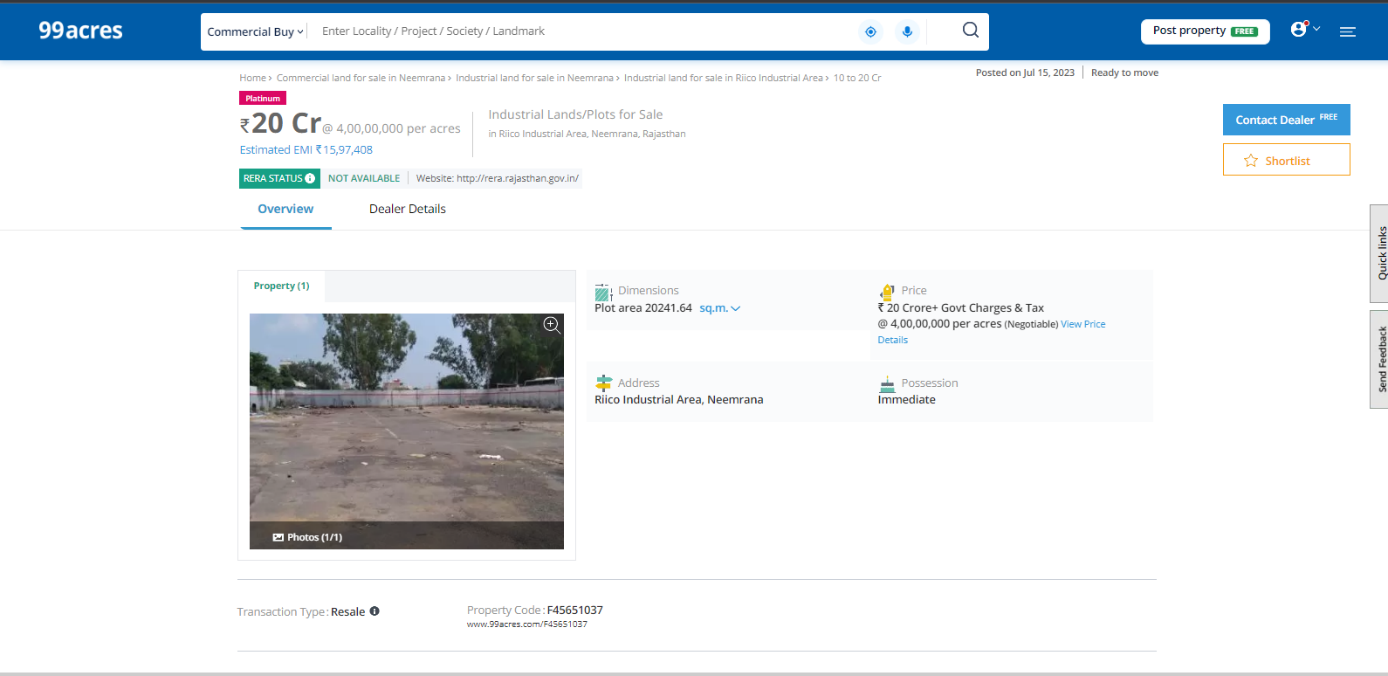 99acres
Commercial Buy
Enter Locality / Project / Society / Landmark
Post property FREE
Home › Commercial land for sale in Neemrana › Industrial land for sale in Neemrana › Industrial land for sale in Riico Industrial Area › 10 to 20 Cr
Posted on Jul 15, 2023 | Ready to move
Platinum
₹20 Cr @ 4,00,00,000 per acres
Estimated EMI ₹15,97,408
Industrial Lands/Plots for Sale
in Riico Industrial Area, Neemrana, Rajasthan
Contact Dealer FREE
Shortlist
RERA STATUS NOT AVAILABLE | Website: http://rera.rajasthan.gov.in/
Overview
Dealer Details
Quick links
Send Feedback
Property (1)
Photos (1/1)
Dimensions
Plot area 20241.64 sq.m.
Price
₹ 20 Crore+ Govt Charges & Tax
@ 4,00,00,000 per acres (Negotiable) View Price
Details
Address
Riico Industrial Area, Neemrana
Possession
Immediate
Transaction Type: Resale
Property Code: F45651037
www.99acres.com/F45651037